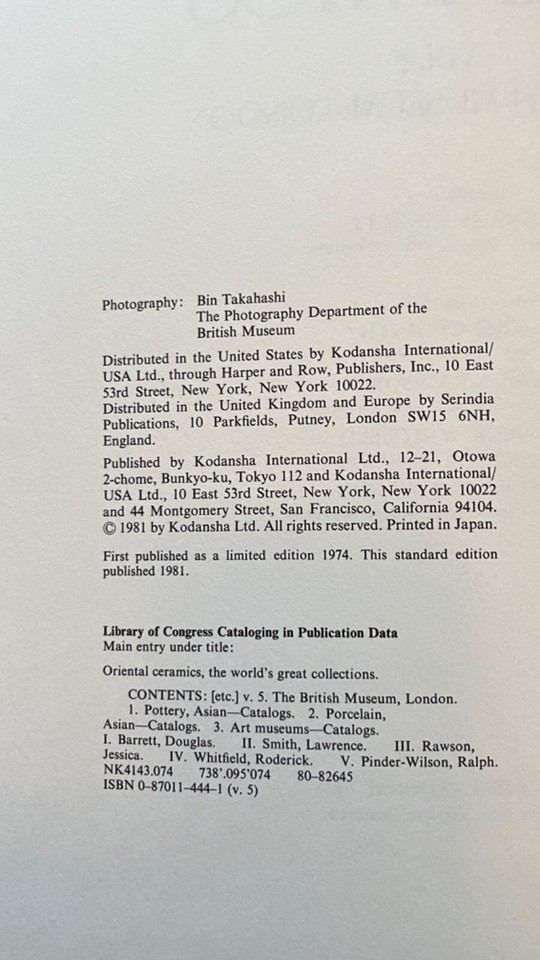 Photography: Bin Takahashi
The Photography Department of the
British Museum
Distributed in the United States by Kodansha International/
USA Ltd., through Harper and Row, Publishers, Inc., 10 East
53rd Street, New York, New York 10022.
Distributed in the United Kingdom and Europe by Serindia
Publications, 10 Parkfields, Putney, London SW15 6NH,
England.
Published by Kodansha International Ltd., 12–21, Otowa
2-chome, Bunkyo-ku, Tokyo 112 and Kodansha International/
USA Ltd., 10 East 53rd Street, New York, New York 10022
and 44 Montgomery Street, San Francisco, California 94104.
© 1981 by Kodansha Ltd. All rights reserved. Printed in Japan.
First published as a limited edition 1974. This standard edition
published 1981.
Library of Congress Cataloging in Publication Data
Main entry under title:
Oriental ceramics, the world's great collections.
CONTENTS: [etc.] v. 5. The British Museum, London.
1. Pottery, Asian—Catalogs. 2. Porcelain,
Asian—Catalogs. 3. Art museums—Catalogs.
I. Barrett, Douglas. II. Smith, Lawrence. III. Rawson,
Jessica. IV. Whitfield, Roderick. V. Pinder-Wilson, Ralph.
NK4143.074 738'.095'074 80–82645
ISBN 0–87011–444–1 (v. 5)